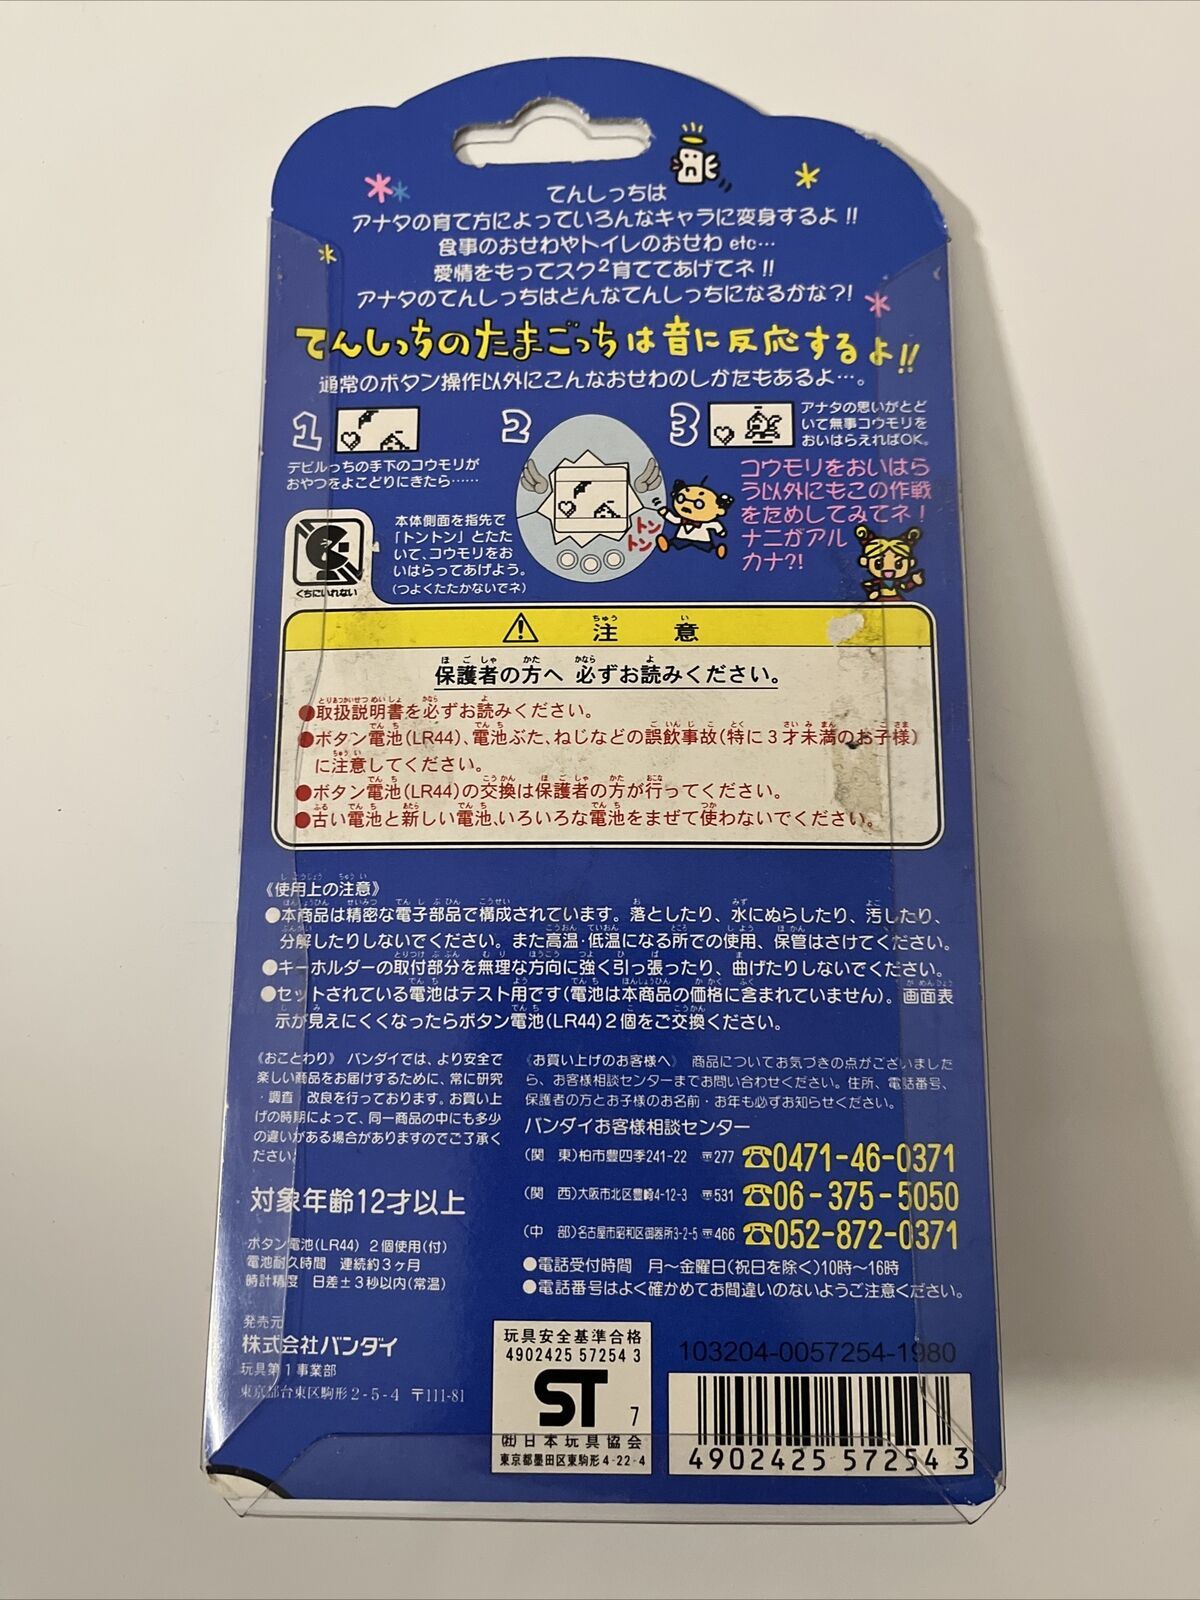 てんしっちは
アナタの育て方によっていろんなキャラに変身するよ!!
食事のおせわやトイレのおせわ etc…
愛情をもってスク²育ててあげてネ!!
アナタのてんしっちはどんなてんしっちになるかな?!
てんしっちのたまごっちは音に反応するよ!!
通常のボタン操作以外にこんなおせわのしかたもあるよ…。
1
デビルっちの手下のコウモリが
おやつをよこどりにきたら……
2
本体側面を指先で
「トントン」とたた
いて、コウモリをお
いはらってあげよう。
(つよくたたかないでネ)
トン
トン
3
アナタの思いがとど
いて無事コウモリを
おいはらえればOK。
コウモリをおいはら
う以外にもこの作戦
をためしてみてネ!
ナニがアル
カナ?!
くちにいれない
注意
ちゅうい
保護者の方へ 必ずお読みください。
●取扱説明書を必ずお読みください。
●ボタン電池(LR44)、電池ぶた、ねじなどの誤飲事故(特に3才未満のお子様)
に注意してください。
●ボタン電池(LR44)の交換は保護者の方が行ってください。
●古い電池と新しい電池、いろいろな電池をまぜて使わないでください。
《使用上の注意》
●本商品は精密な電子部品で構成されています。落としたり、水にぬらしたり、汚したり、
分解したりしないでください。また高温・低温になる所での使用、保管はさけてください。
●キーホルダーの取付部分を無理な方向に強く引っ張ったり、曲げたりしないでください。
●セットされている電池はテスト用です(電池は本商品の価格に含まれていません)。画面表
示が見えにくくなったらボタン電池(LR44)2個をご交換ください。
《おことわり》 バンダイでは、より安全で
楽しい商品をお届けするために、常に研究
・調査・改良を行っております。お買い上
げの時期によって、同一商品の中にも多少
の違いがある場合がありますのでご了承く
ださい。
対象年齢12才以上
ボタン電池(LR44) 2個使用(付)
電池耐久時間 連続約3ヶ月
時計精度 日差±3秒以内(常温)
発売元
株式会社バンダイ
玩具第1事業部
東京都台東区駒形2-5-4 〒111-81
《お買い上げのお客様へ》 商品についてお気づきの点がございました
ら、お客様相談センターまでお問い合わせください。住所、電話番号、
保護者の方とお子様のお名前・お年も必ずお知らせください。
バンダイお客様相談センター
(関 東)柏市豊四季241-22 〒277 ☎0471-46-0371
(関 西)大阪市北区豊崎4-12-3 〒531 ☎06-375-5050
(中 部)名古屋市昭和区御器所3-2-5 〒466 ☎052-872-0371
●電話受付時間 月〜金曜日(祝日を除く)10時〜16時
●電話番号はよく確かめてお間違いのないようご注意ください。
玩具安全基準合格
4902425 57254 3
ST 7
(社)日本玩具協会
東京都墨田区東駒形4-22-4
103204-0057254-1980
4902425 572543